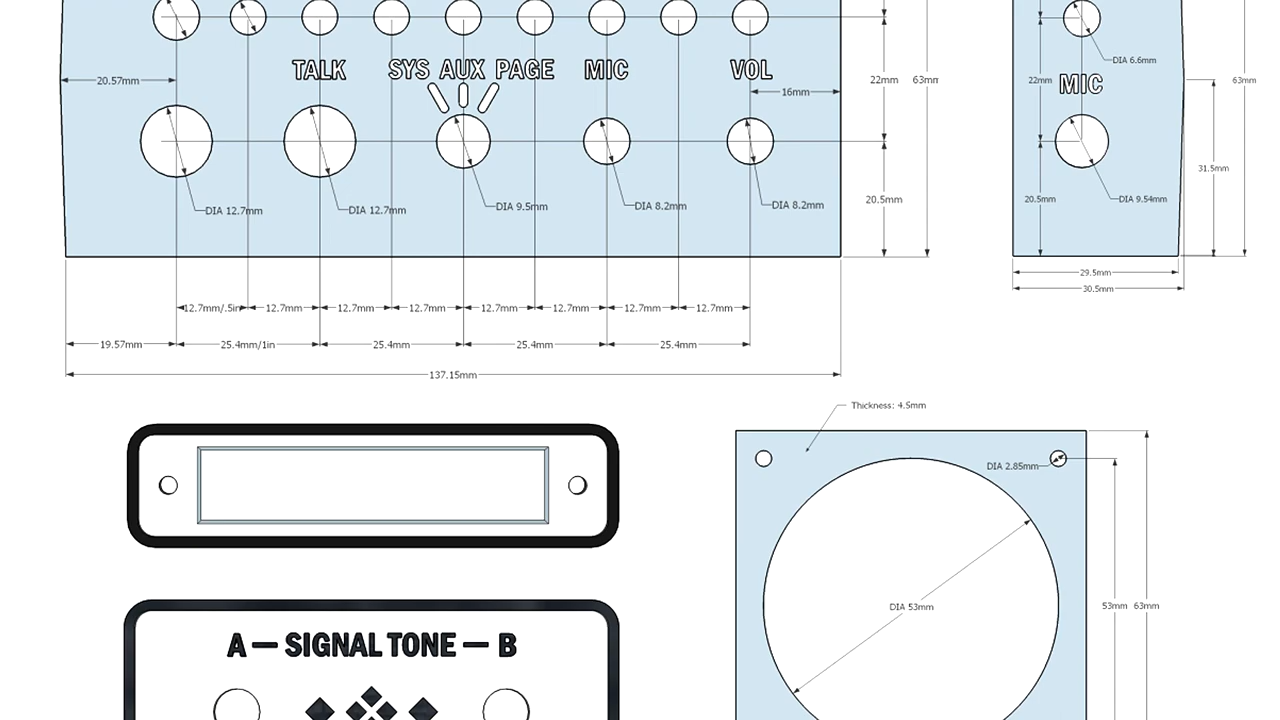 DIA 6.6mm
TALK SYS AUX PAGE MIC VOL
20.57mm
22mm
63mm
22mm
63mm
MIC
16mm
31.5mm
DIA 12.7mm
DIA 12.7mm
DIA 9.5mm
DIA 8.2mm
DIA 8.2mm
20.5mm
20.5mm
DIA 9.54mm
29.5mm
30.5mm
12.7mm/.5in
12.7mm
12.7mm
12.7mm
12.7mm
12.7mm
12.7mm
12.7mm
19.57mm
25.4mm/1in
25.4mm
25.4mm
25.4mm
137.15mm
Thickness: 4.5mm
DIA 2.85mm
DIA 53mm
53mm
63mm
A — SIGNAL TONE — B